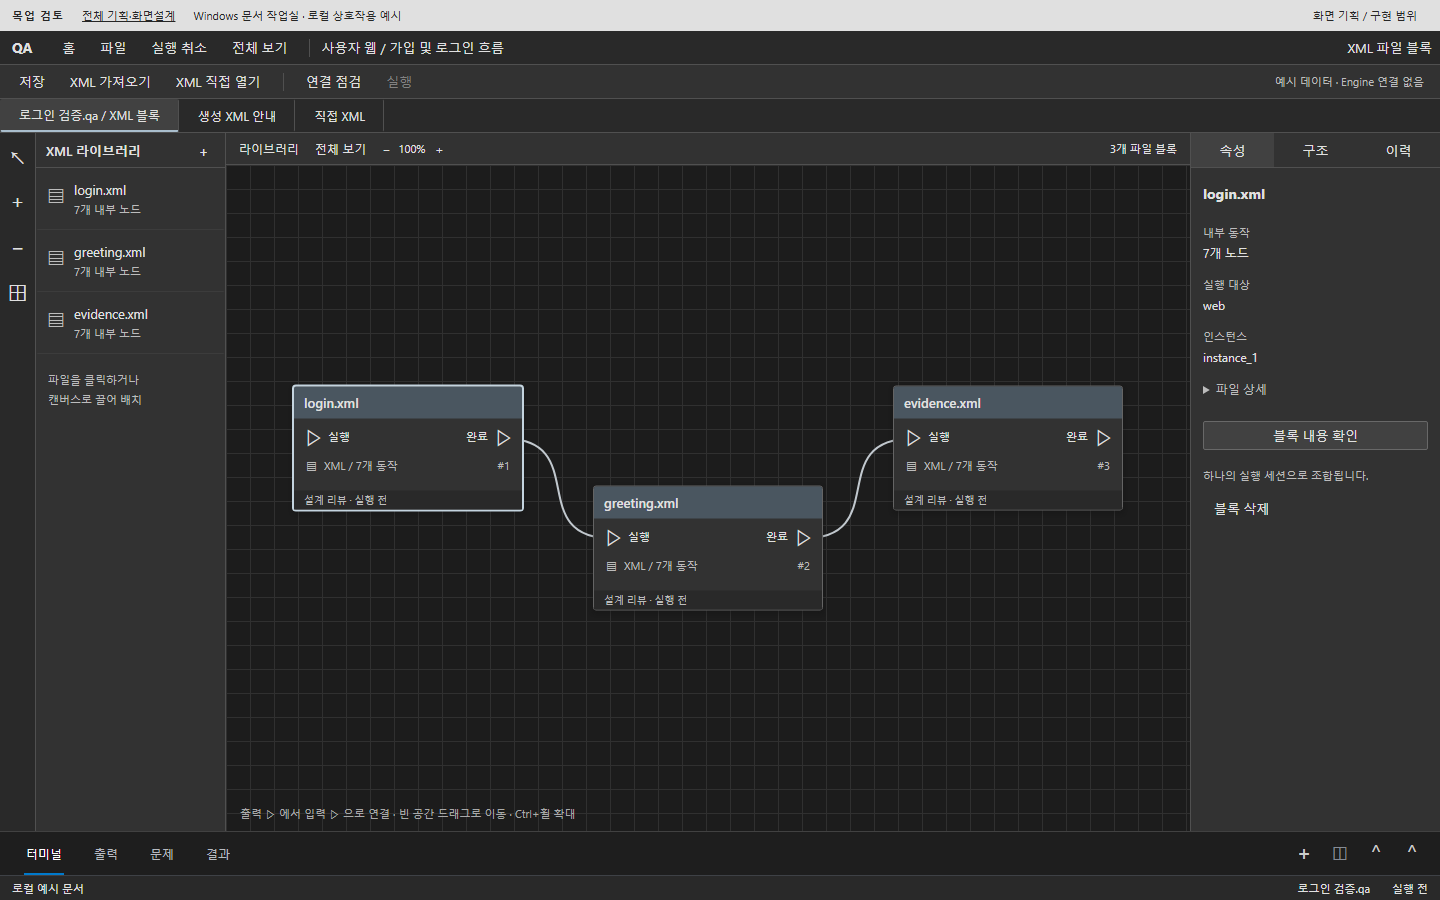 목업 검토 전체 기획·화면설계 Windows 문서 작업실 · 로컬 상호작용 예시 화면 기획 / 구현 범위
QA 홈 파일 실행 취소 전체 보기 사용자 웹 / 가입 및 로그인 흐름 XML 파일 블록
저장 XML 가져오기 XML 직접 열기 연결 점검 실행 예시 데이터 · Engine 연결 없음
로그인 검증.qa / XML 블록 생성 XML 안내 직접 XML
XML 라이브러리 +
login.xml
7개 내부 노드
greeting.xml
7개 내부 노드
evidence.xml
7개 내부 노드
파일을 클릭하거나
캔버스로 끌어 배치
라이브러리 전체 보기 − 100% + 3개 파일 블록
login.xml
실행 완료
XML / 7개 동작 #1
설계 리뷰 · 실행 전
greeting.xml
실행 완료
XML / 7개 동작 #2
설계 리뷰 · 실행 전
evidence.xml
실행 완료
XML / 7개 동작 #3
설계 리뷰 · 실행 전
출력 ▷ 에서 입력 ▷ 으로 연결 · 빈 공간 드래그로 이동 · Ctrl+휠 확대
속성 구조 이력
login.xml
내부 동작
7개 노드
실행 대상
web
인스턴스
instance_1
▶ 파일 상세
블록 내용 확인
하나의 실행 세션으로 조합됩니다.
블록 삭제
터미널 출력 문제 결과
로컬 예시 문서 로그인 검증.qa 실행 전